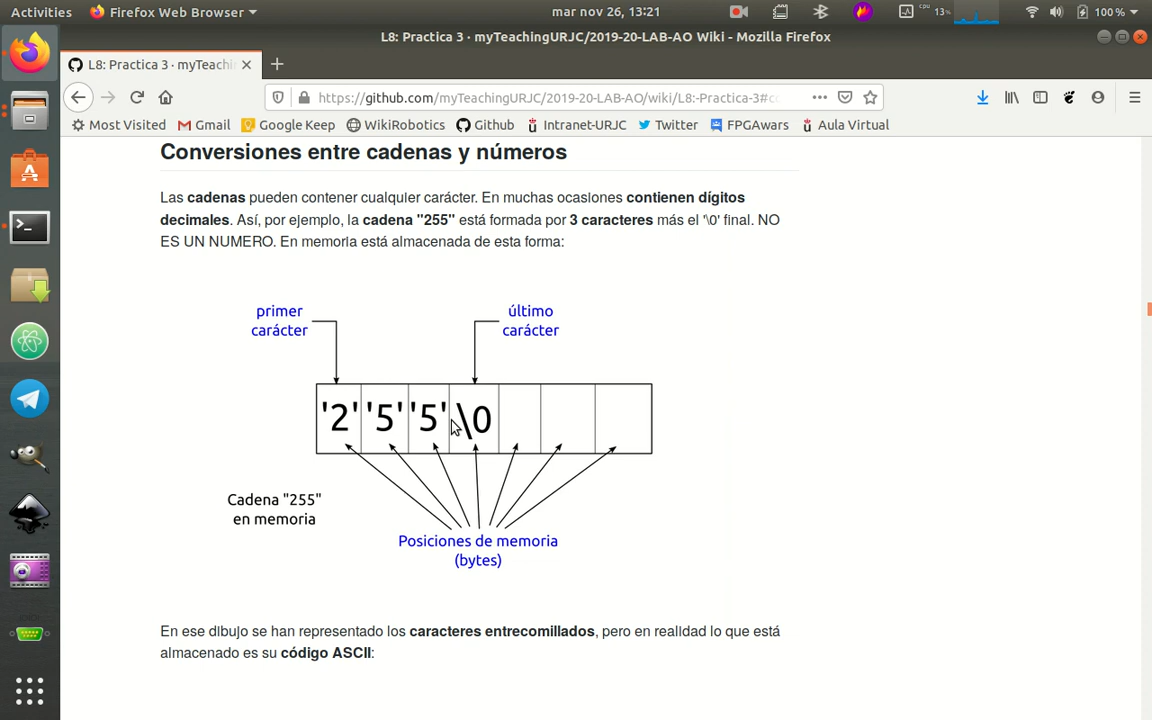 Activities Firefox Web Browser mar nov 26, 13:21 cpu 13% 100 %
L8: Practica 3 · myTeachingURJC/2019-20-LAB-AO Wiki - Mozilla Firefox
L8: Practica 3 · myTeachin
https://github.com/myTeachingURJC/2019-20-LAB-AO/wiki/L8:-Practica-3#co
Most Visited Gmail Google Keep WikiRobotics Github Intranet-URJC Twitter FPGAwars Aula Virtual
Conversiones entre cadenas y números
Las cadenas pueden contener cualquier carácter. En muchas ocasiones contienen dígitos
decimales. Así, por ejemplo, la cadena "255" está formada por 3 caracteres más el '\0' final. NO
ES UN NUMERO. En memoria está almacenada de esta forma:
primer
carácter
último
carácter
'2' '5' '5' \0
Cadena "255"
en memoria
Posiciones de memoria
(bytes)
En ese dibujo se han representado los caracteres entrecomillados, pero en realidad lo que está
almacenado es su código ASCII: